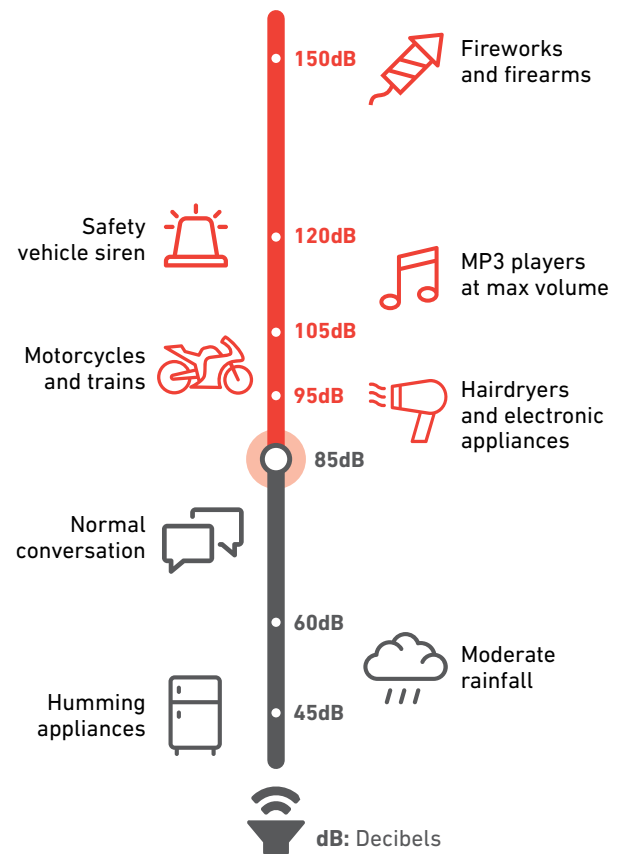 150dB
Fireworks
and firearms
Safety
vehicle siren
120dB
MP3 players
at max volume
105dB
Motorcycles
and trains
95dB
Hairdryers
and electronic
appliances
85dB
Normal
conversation
60dB
Moderate
rainfall
Humming
appliances
45dB
dB: Decibels